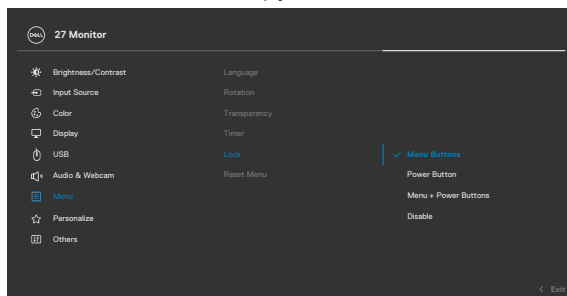 DELL 27 Monitor
Brightness/Contrast
Input Source
Color
Display
USB
Audio & Webcam
Menu
Personalize
Others
Language
Rotation
Transparency
Timer
Lock
Reset Menu
Menu Buttons
Power Button
Menu + Power Buttons
Disable
Exit